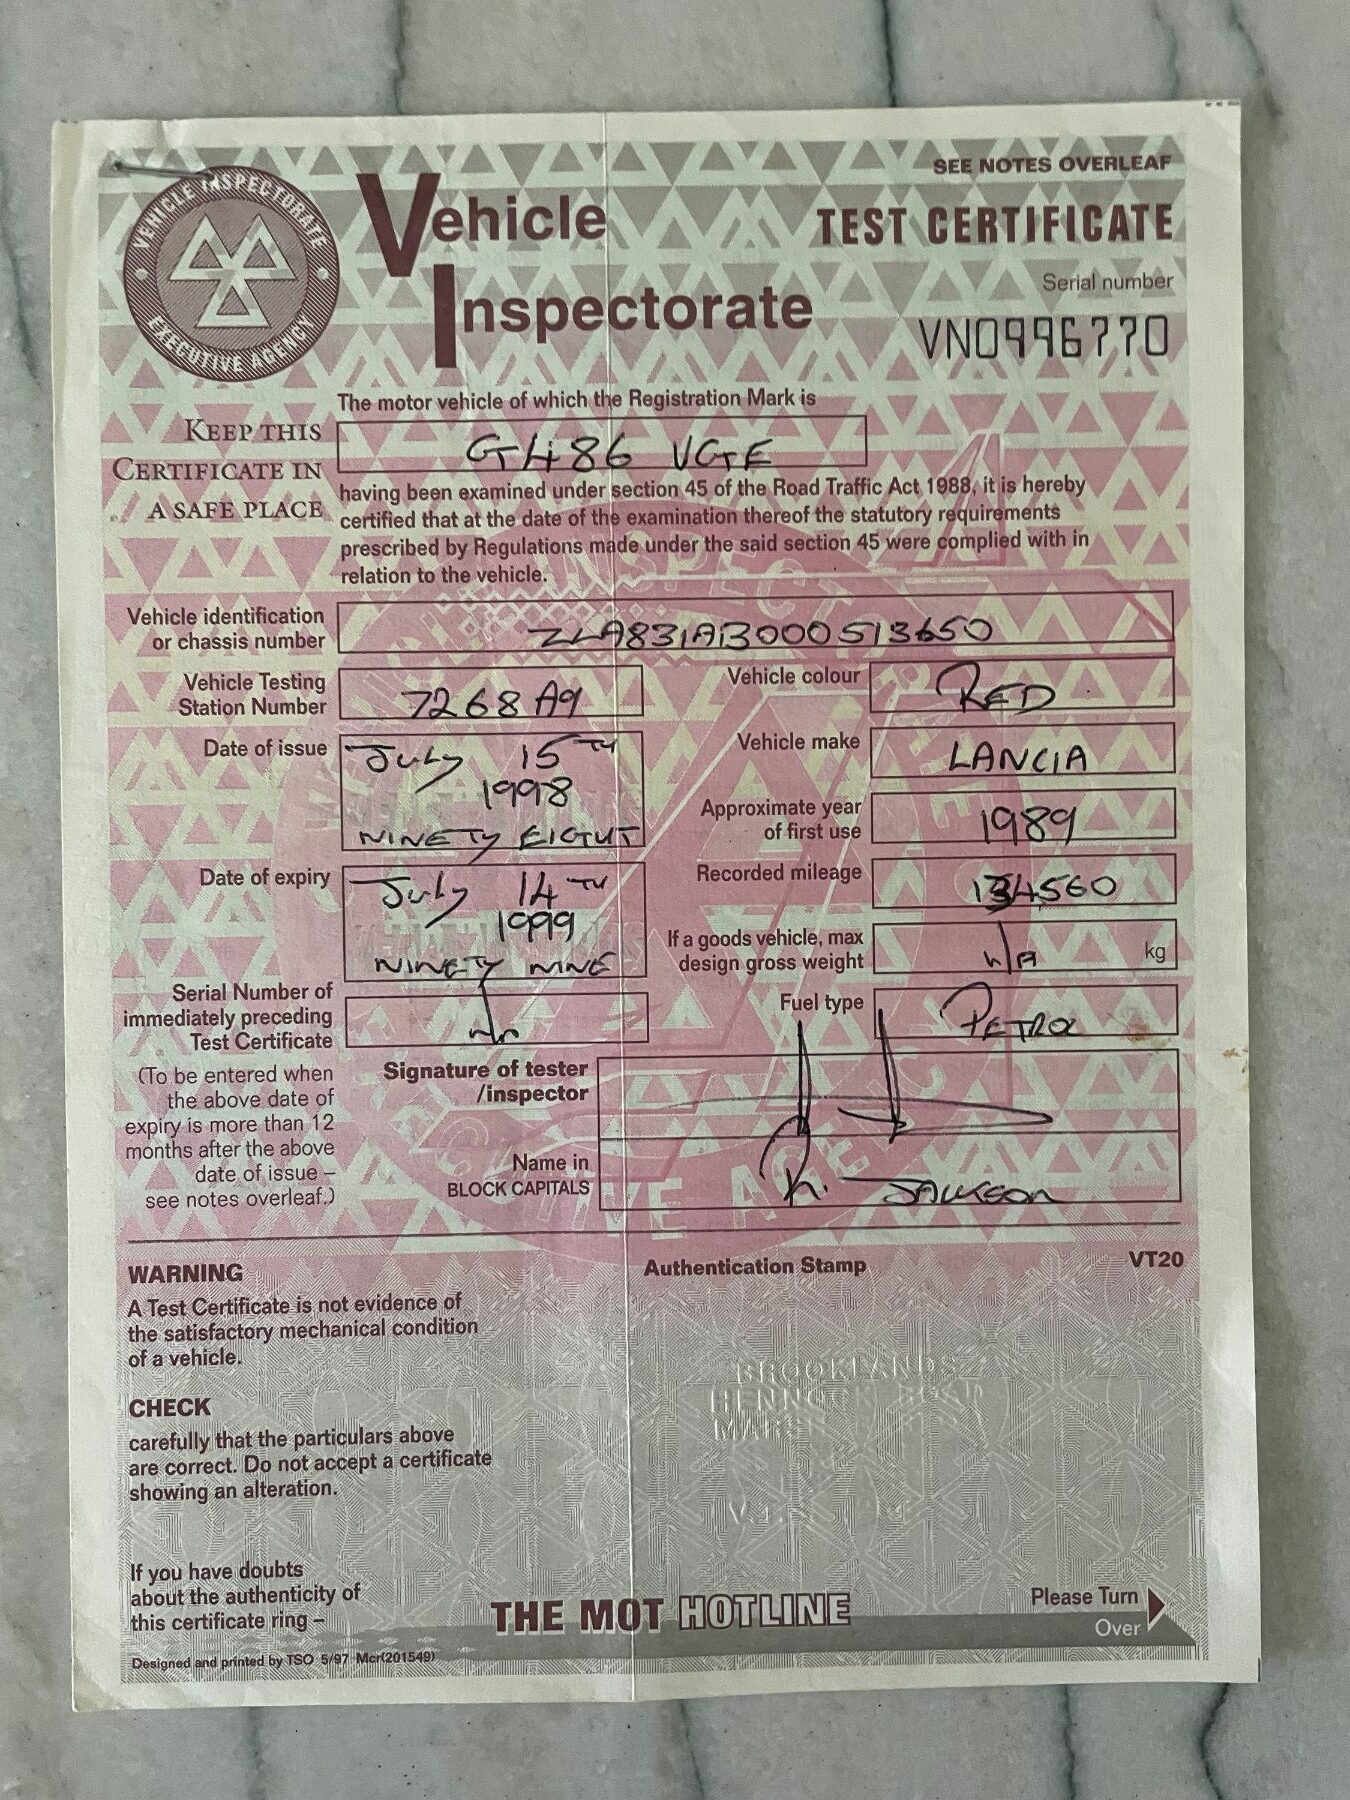 VEHICLE INSPECTORATE
EXECUTIVE AGENCY
Vehicle
Inspectorate
SEE NOTES OVERLEAF
TEST CERTIFICATE
Serial number
VN0996770
KEEP THIS
CERTIFICATE IN
A SAFE PLACE
The motor vehicle of which the Registration Mark is
G486 VGE
having been examined under section 45 of the Road Traffic Act 1988, it is hereby
certified that at the date of the examination thereof the statutory requirements
prescribed by Regulations made under the said section 45 were complied with in
relation to the vehicle.
Vehicle identification
or chassis number
ZLA831AB000513650
Vehicle Testing
Station Number
7268A9
Vehicle colour
RED
Date of issue
July 15TH
1998
NINETY EIGHT
Vehicle make
LANCIA
Approximate year
of first use
1989
Date of expiry
July 14TH
1999
NINETY NINE
Recorded mileage
134560
If a goods vehicle, max
design gross weight
n/a
kg
Serial Number of
immediately preceding
Test Certificate
Fuel type
PETROL
(To be entered when
the above date of
expiry is more than 12
months after the above
date of issue –
see notes overleaf.)
Signature of tester
/inspector
Name in
BLOCK CAPITALS
R. JACKSON
WARNING
A Test Certificate is not evidence of
the satisfactory mechanical condition
of a vehicle.
Authentication Stamp
VT20
BROOKLANDS
ROAD
CHECK
carefully that the particulars above
are correct. Do not accept a certificate
showing an alteration.
If you have doubts
about the authenticity of
this certificate ring –
THE MOT HOTLINE
Please Turn
Over
Designed and printed by TSO 5/97 Mcr(201549)